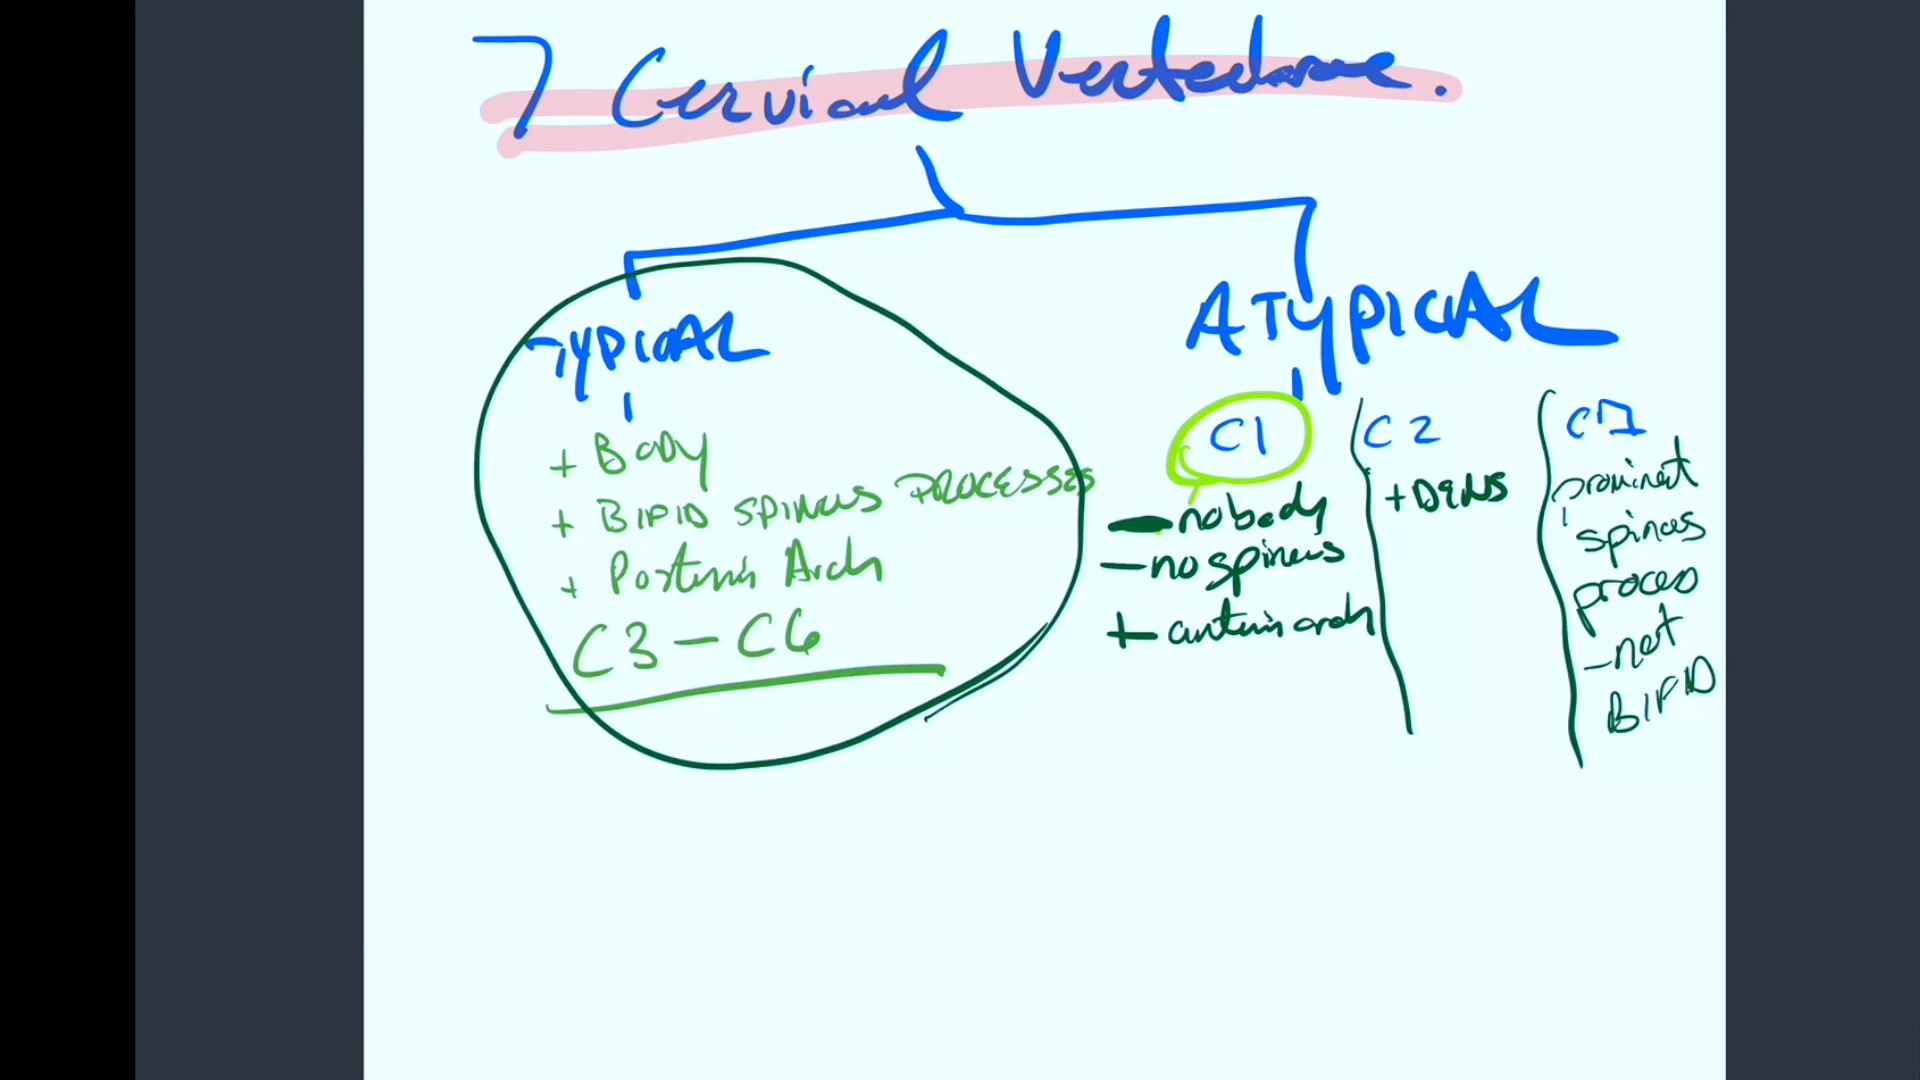 7 Cervical Vertebrae.
TYPICAL
ATYPICAL
+ BODY
+ BIFID SPINOUS PROCESSES
+ Posterior Arch
C3 - C6
C1
- no body
- no spinous
+ anterior arch
C2
+ DENS
C7
prominent
spinous
process
- not
BIFID